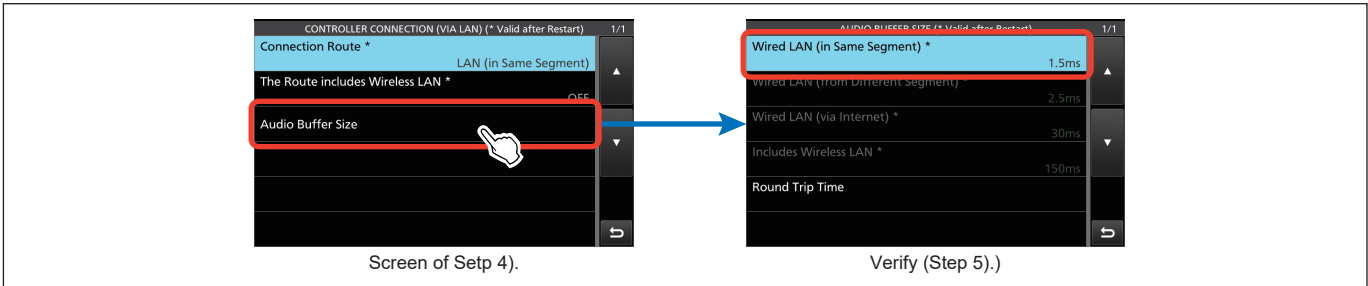 CONTROLLER CONNECTION (VIA LAN) (* Valid after Restart) 1/1
Connection Route *
LAN (in Same Segment)
The Route includes Wireless LAN *
OFF
Audio Buffer Size
Screen of Setp 4).
AUDIO BUFFER SIZE (* Valid after Restart) 1/1
Wired LAN (in Same Segment) *
1.5ms
Wired LAN (from Different Segment) *
2.5ms
Wired LAN (via Internet) *
30ms
Includes Wireless LAN *
150ms
Round Trip Time
Verify (Step 5).)